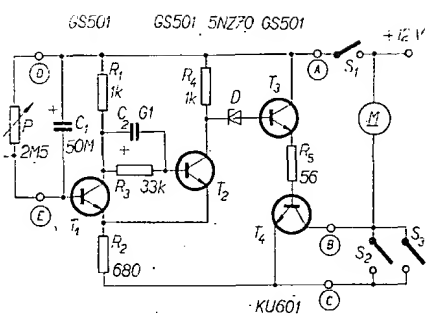 GS501 GS501 5NZ70 GS501
+12V
A
S₁
D
R₁
1k
R₄
1k
T₃
D
C₂ G1
+
C₁
50M
P
2M5
R₃
33k
T₂
R₅
56
M
E
T₁
T₄
B
S₂
S₃
R₂
680
C
KU601